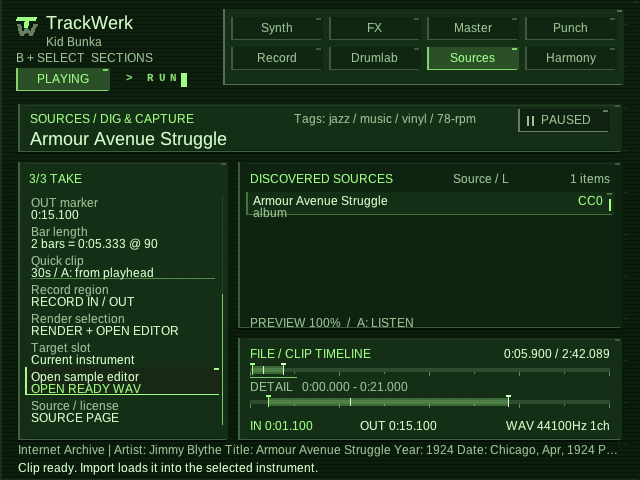 TrackWerk
Kid Bunka
B + SELECT SECTIONS
PLAYING > RUN
Synth FX Master Punch
Record Drumlab Sources Harmony
SOURCES / DIG & CAPTURE
Tags: jazz / music / vinyl / 78-rpm
PAUSED
Armour Avenue Struggle
3/3 TAKE
OUT marker
0:15.100
Bar length
2 bars = 0:05.333 @ 90
Quick clip
30s / A: from playhead
Record region
RECORD IN / OUT
Render selection
RENDER + OPEN EDITOR
Target slot
Current instrument
Open sample editor
OPEN READY WAV
Source / license
SOURCE PAGE
DISCOVERED SOURCES Source / L 1 items
Armour Avenue Struggle CC0
album
PREVIEW 100% / A: LISTEN
FILE / CLIP TIMELINE 0:05.900 / 2:42.089
DETAIL 0:00.000 - 0:21.000
IN 0:01.100 OUT 0:15.100 WAV 44100Hz 1ch
Internet Archive | Artist: Jimmy Blythe Title: Armour Avenue Struggle Year: 1924 Date: Chicago, Apr, 1924 P...
Clip ready. Import loads it into the selected instrument.